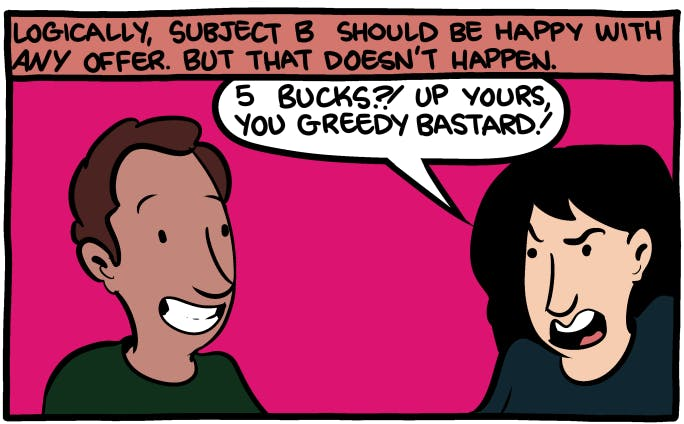 LOGICALLY, SUBJECT B SHOULD BE HAPPY WITH
ANY OFFER. BUT THAT DOESN'T HAPPEN.
5 BUCKS?! UP YOURS,
YOU GREEDY BASTARD!